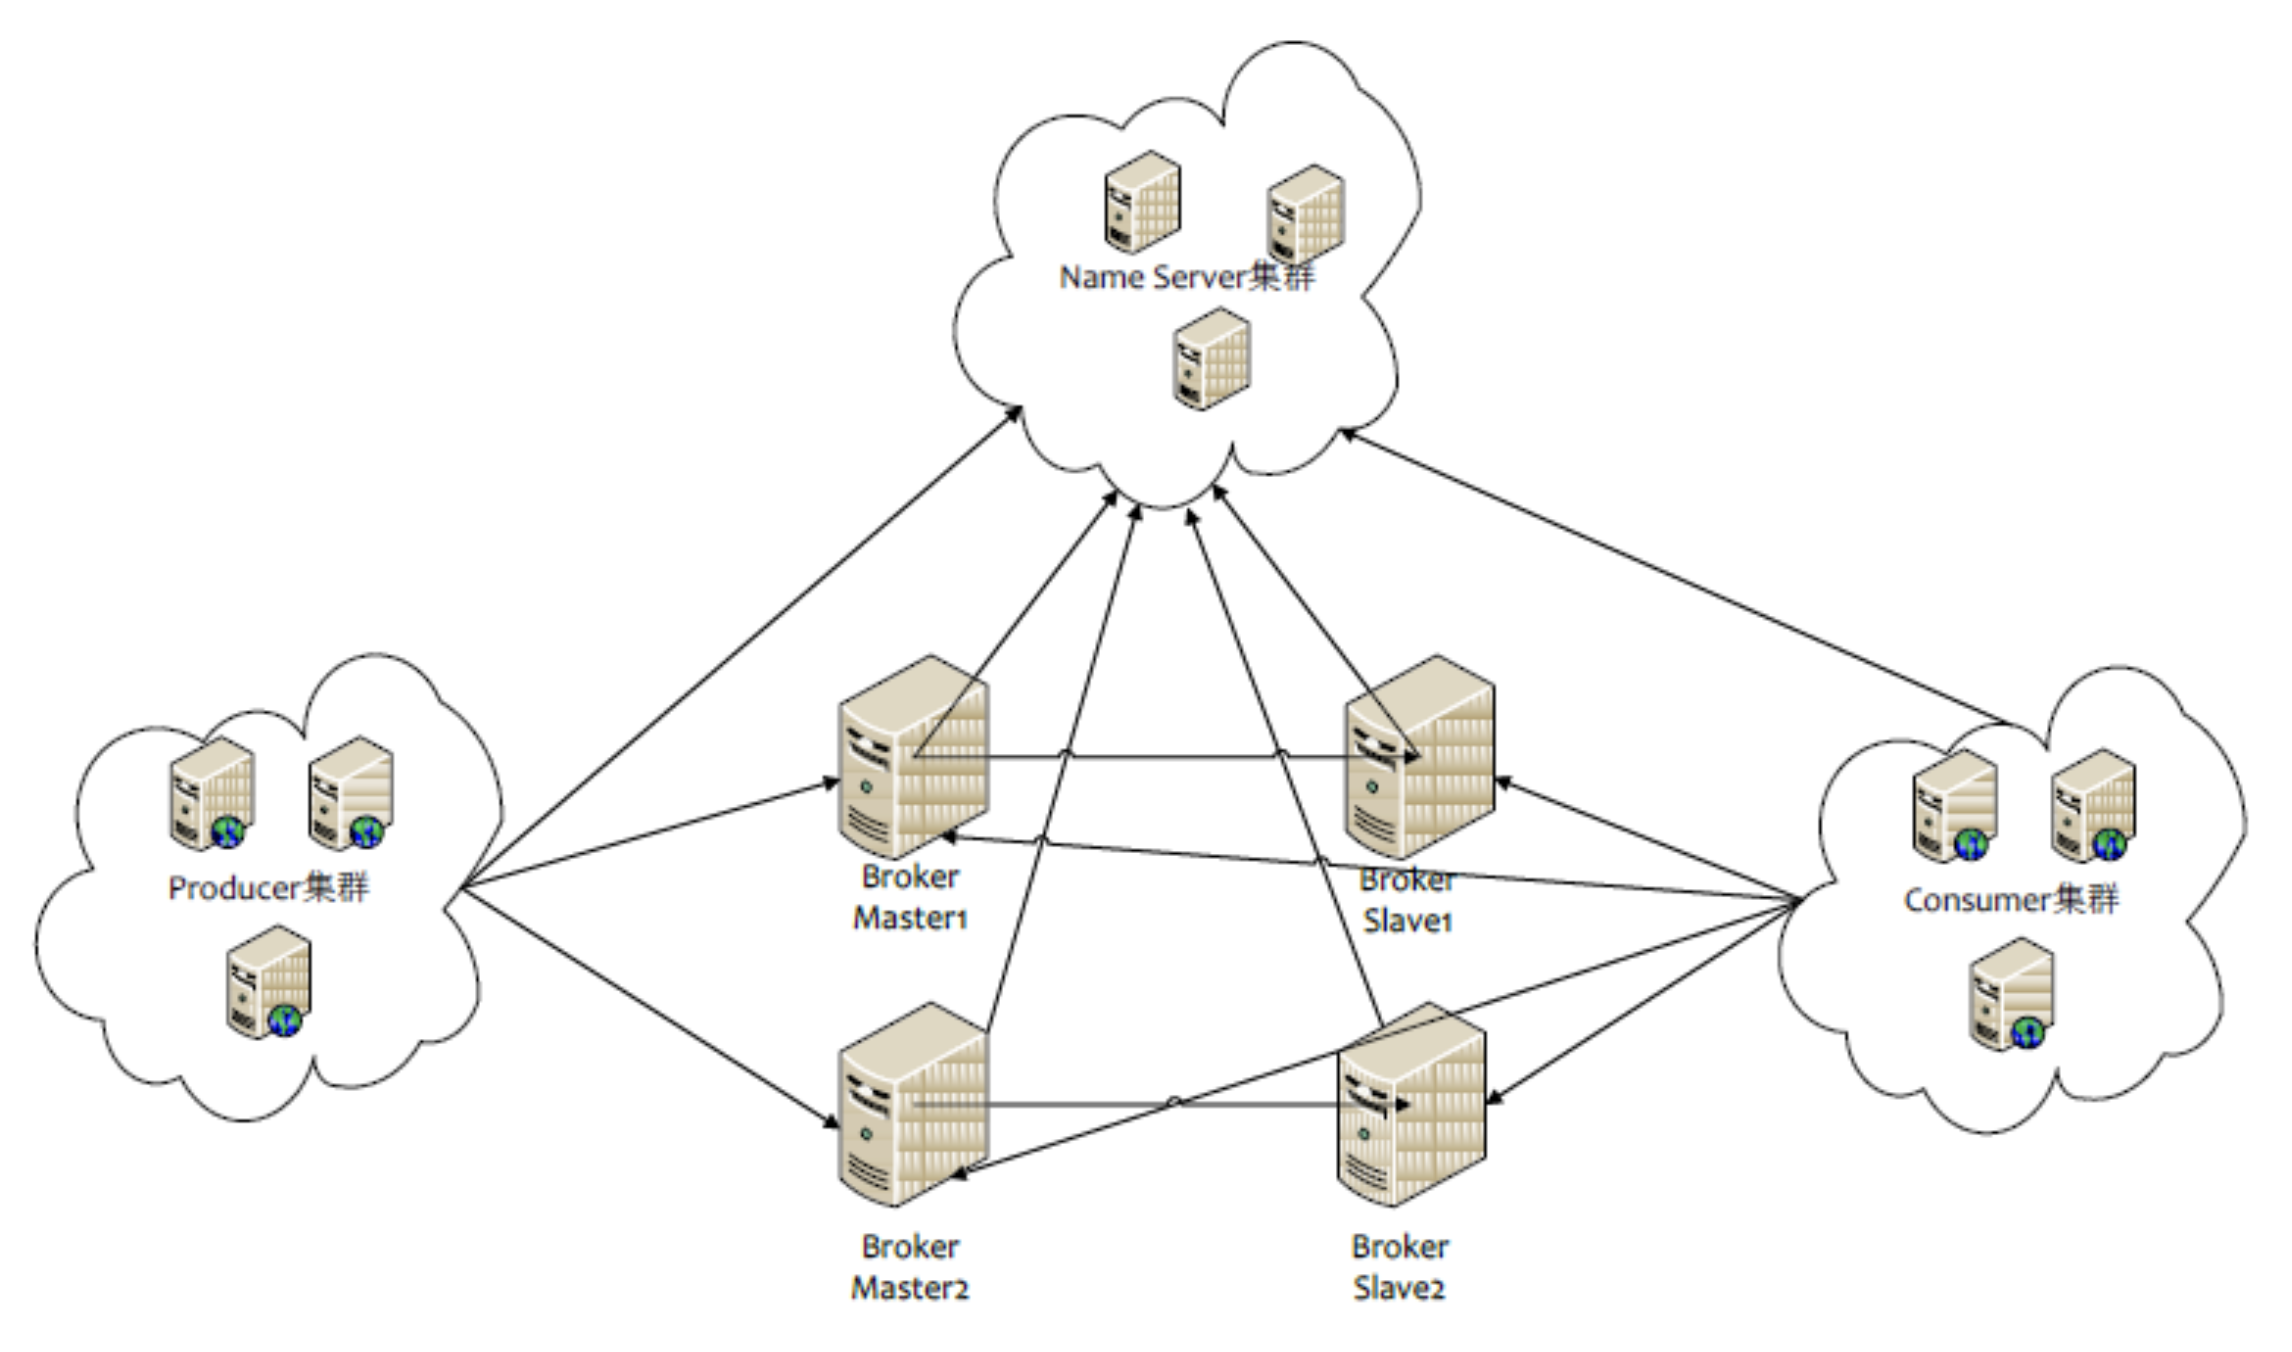 Name Server集群
Producer集群
Broker
Master1
Broker
Slave1
Consumer集群
Broker
Master2
Broker
Slave2